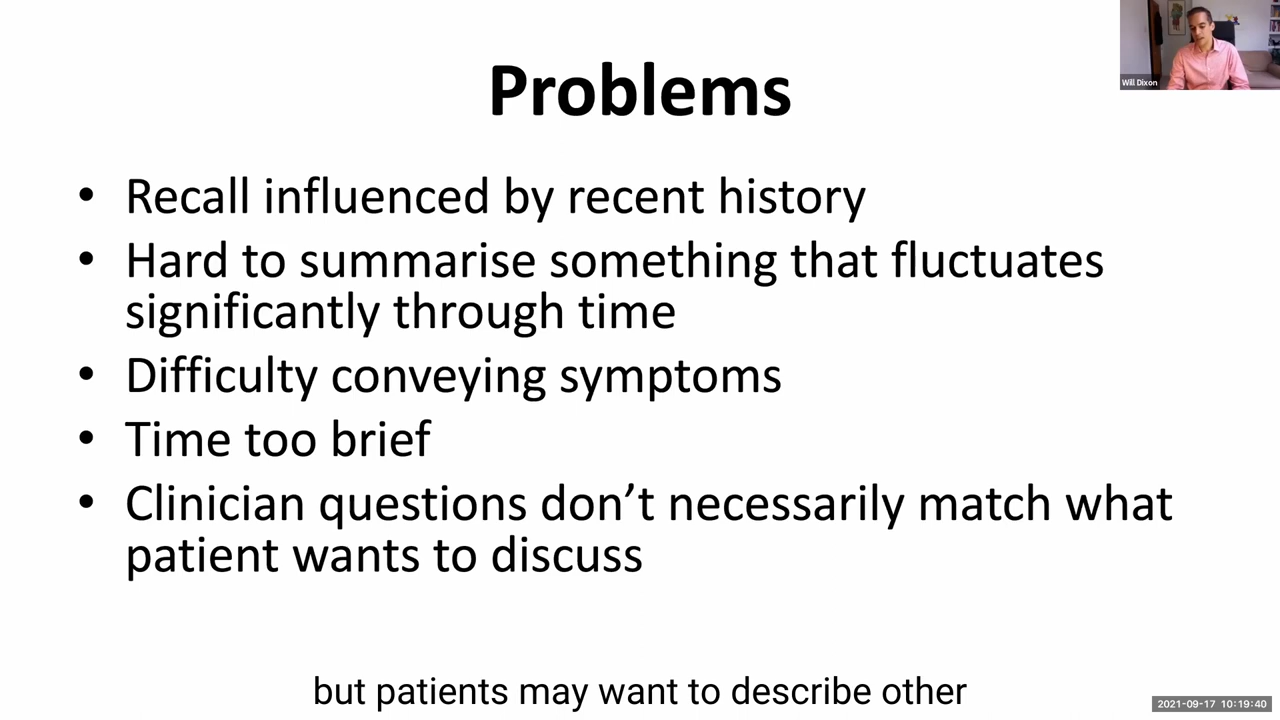 Problems
Will Dixon
• Recall influenced by recent history
• Hard to summarise something that fluctuates
significantly through time
• Difficulty conveying symptoms
• Time too brief
• Clinician questions don’t necessarily match what
patient wants to discuss
but patients may want to describe other
2021-09-17 10:19:40